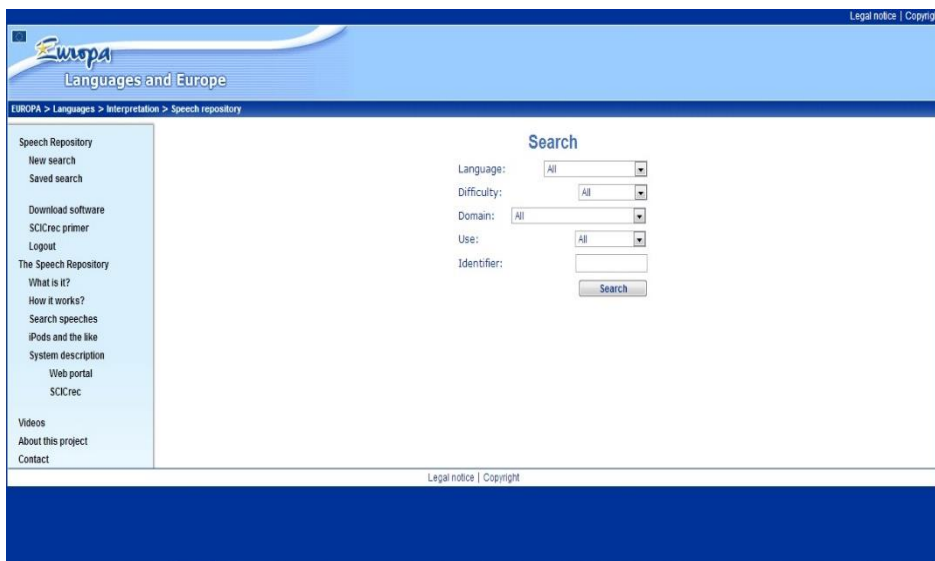 Legal notice | Copyrig
Europa
Languages and Europe
EUROPA > Languages > Interpretation > Speech repository
Speech Repository
New search
Saved search
Download software
SCICrec primer
Logout
The Speech Repository
What is it?
How it works?
Search speeches
iPods and the like
System description
Web portal
SCICrec
Videos
About this project
Contact
Search
Language: All
Difficulty: All
Domain: All
Use: All
Identifier:
Search
Legal notice | Copyright